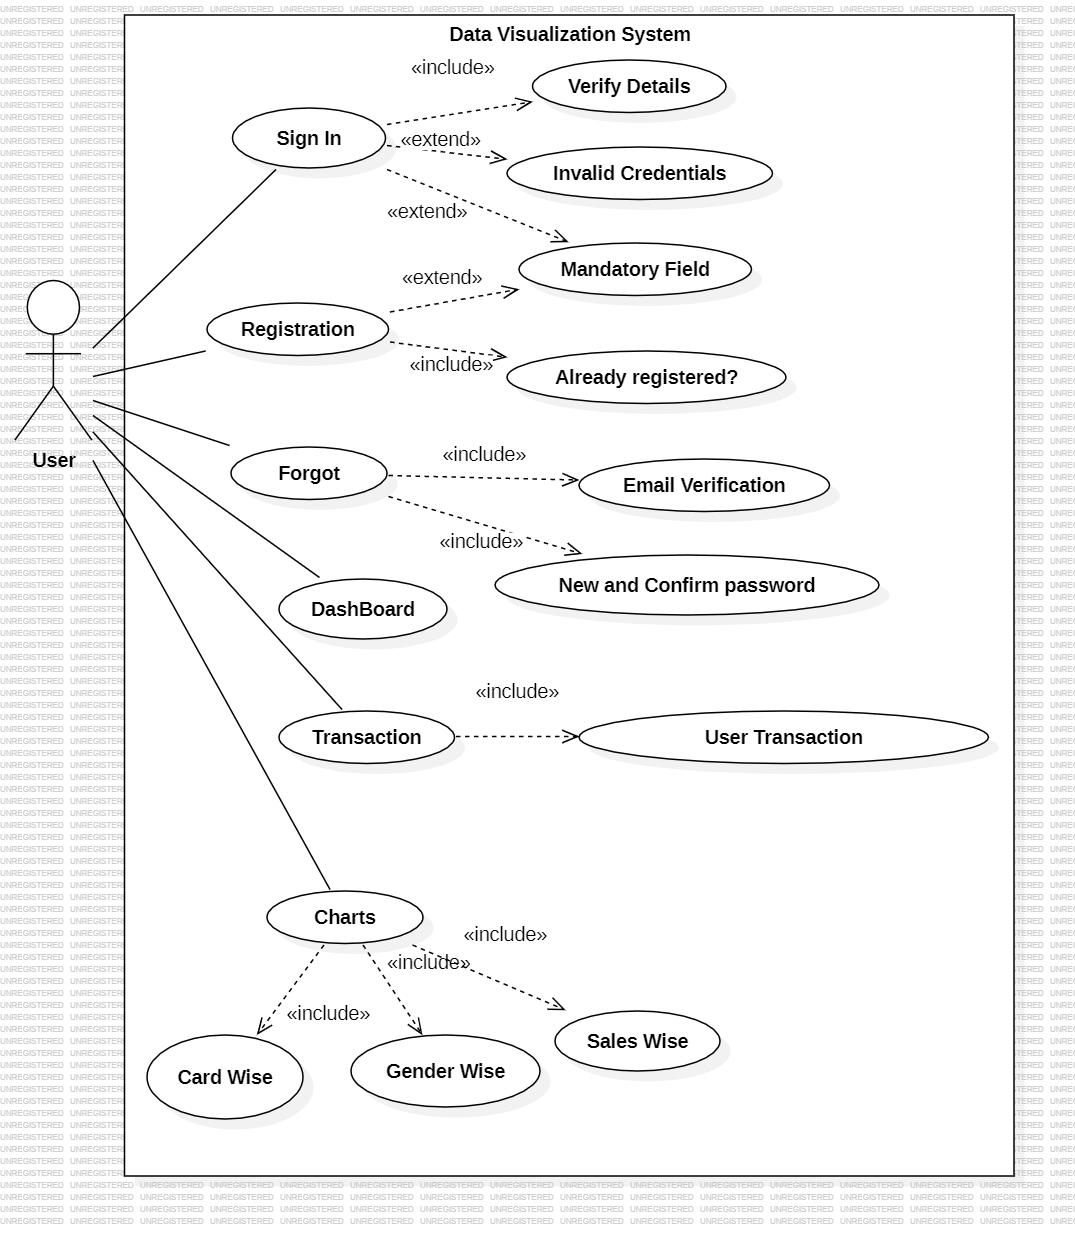 Data Visualization System
«include»
Verify Details
Sign In
«extend»
Invalid Credentials
«extend»
Mandatory Field
«extend»
Registration
«include»
Already registered?
User
Forgot
«include»
Email Verification
«include»
New and Confirm password
DashBoard
«include»
Transaction
User Transaction
Charts
«include»
«include»
«include»
Card Wise
Gender Wise
Sales Wise
UNREGISTERED